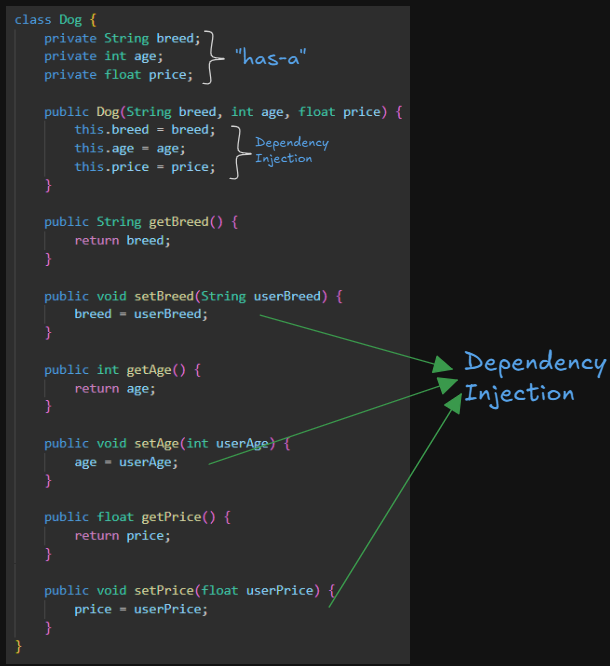 class Dog {
private String breed;
private int age;
private float price;
"has-a"
public Dog(String breed, int age, float price) {
this.breed = breed;
this.age = age;
this.price = price;
}
Dependency
Injection
public String getBreed() {
return breed;
}
public void setBreed(String userBreed) {
breed = userBreed;
}
public int getAge() {
return age;
}
public void setAge(int userAge) {
age = userAge;
}
public float getPrice() {
return price;
}
public void setPrice(float userPrice) {
price = userPrice;
}
}
Dependency
Injection